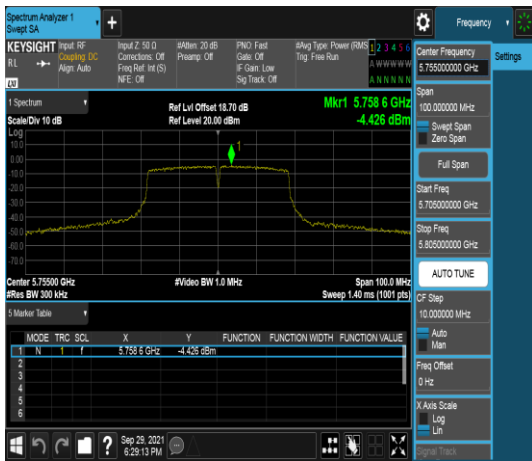 Spectrum Analyzer 1
Swept SA
+
Frequency
KEYSIGHT
RL
LXI
Input: RF
Coupling: DC
Align: Auto
Input Z: 50 Ω
Corrections: Off
Freq Ref: Int (S)
NFE: Off
#Atten: 20 dB
Preamp: Off
PNO: Fast
Gate: Off
IF Gain: Low
Sig Track: Off
#Avg Type: Power (RMS
Trig: Free Run
1 2 3 4 5 6
A W W W W W
A N N N N N
Center Frequency
5.755000000 GHz
Settings
Span
100.000000 MHz
Swept Span
Zero Span
Full Span
Start Freq
5.705000000 GHz
Stop Freq
5.805000000 GHz
AUTO TUNE
CF Step
10.000000 MHz
Auto
Man
Freq Offset
0 Hz
X Axis Scale
Log
Lin
Signal Track
1 Spectrum
Scale/Div 10 dB
Ref Lvl Offset 18.70 dB
Ref Level 20.00 dBm
Mkr1 5.758 6 GHz
-4.426 dBm
Log
10.0
0.00
-10.0
-20.0
-30.0
-40.0
-50.0
-60.0
-70.0
1
Center 5.75500 GHz
#Res BW 300 kHz
#Video BW 1.0 MHz
Span 100.0 MHz
Sweep 1.40 ms (1001 pts)
5 Marker Table
MODE TRC SCL X Y FUNCTION FUNCTION WIDTH FUNCTION VALUE
1 N 1 f 5.758 6 GHz -4.426 dBm
2
3
4
5
6
?
Sep 29, 2021
6:29:13 PM